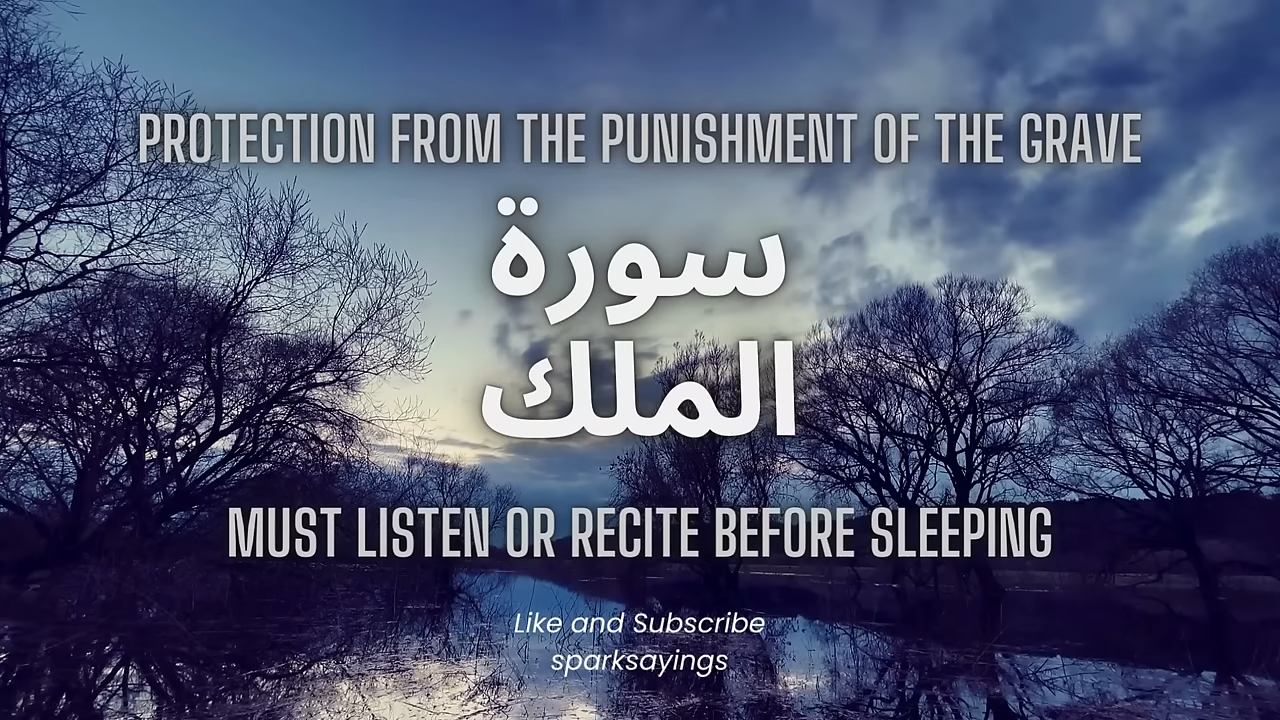 PROTECTION FROM THE PUNISHMENT OF THE GRAVE
سورة
الملك
MUST LISTEN OR RECITE BEFORE SLEEPING
Like and Subscribe
sparksayings